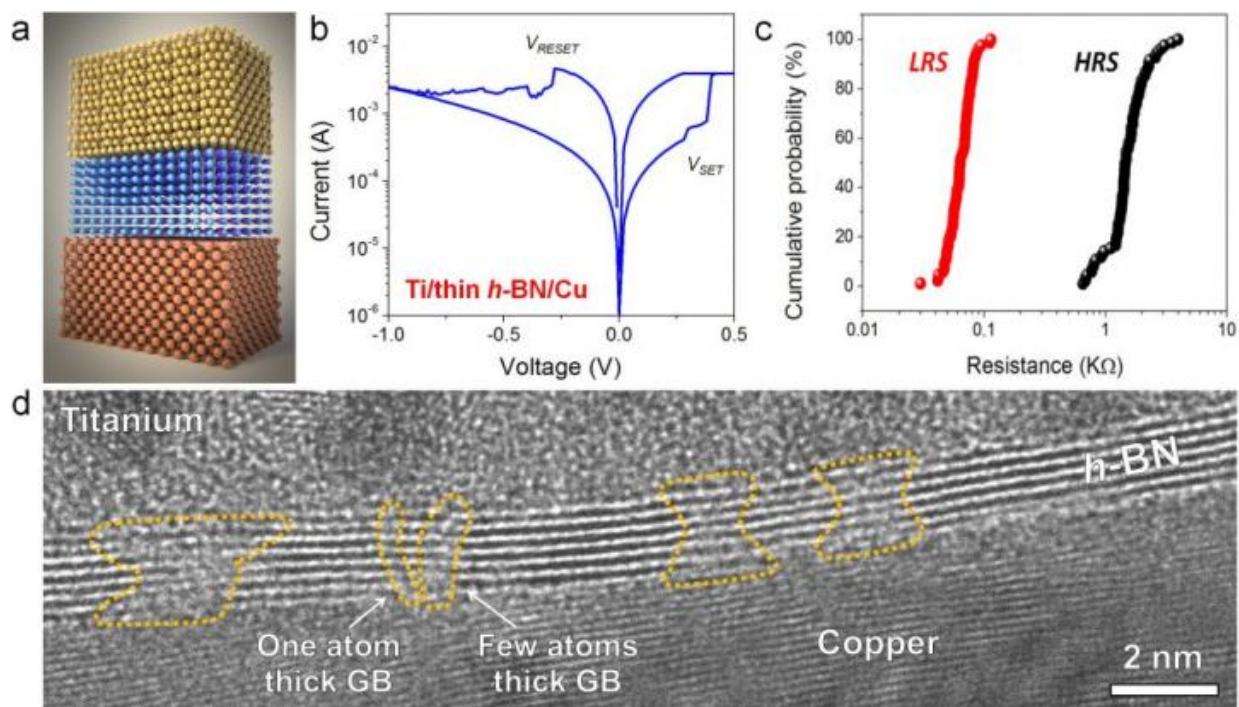 a
b
10⁻²
10⁻³
10⁻⁴
10⁻⁵
10⁻⁶
Current (A)
V_RESET
V_SET
Ti/thin h-BN/Cu
-1.0 -0.5 0.0 0.5
Voltage (V)
c
100
80
60
40
20
0
Cumulative probability (%)
LRS HRS
0.01 0.1 1 10
Resistance (KΩ)
d
Titanium
h-BN
One atom
thick GB
Few atoms
thick GB
Copper
2 nm